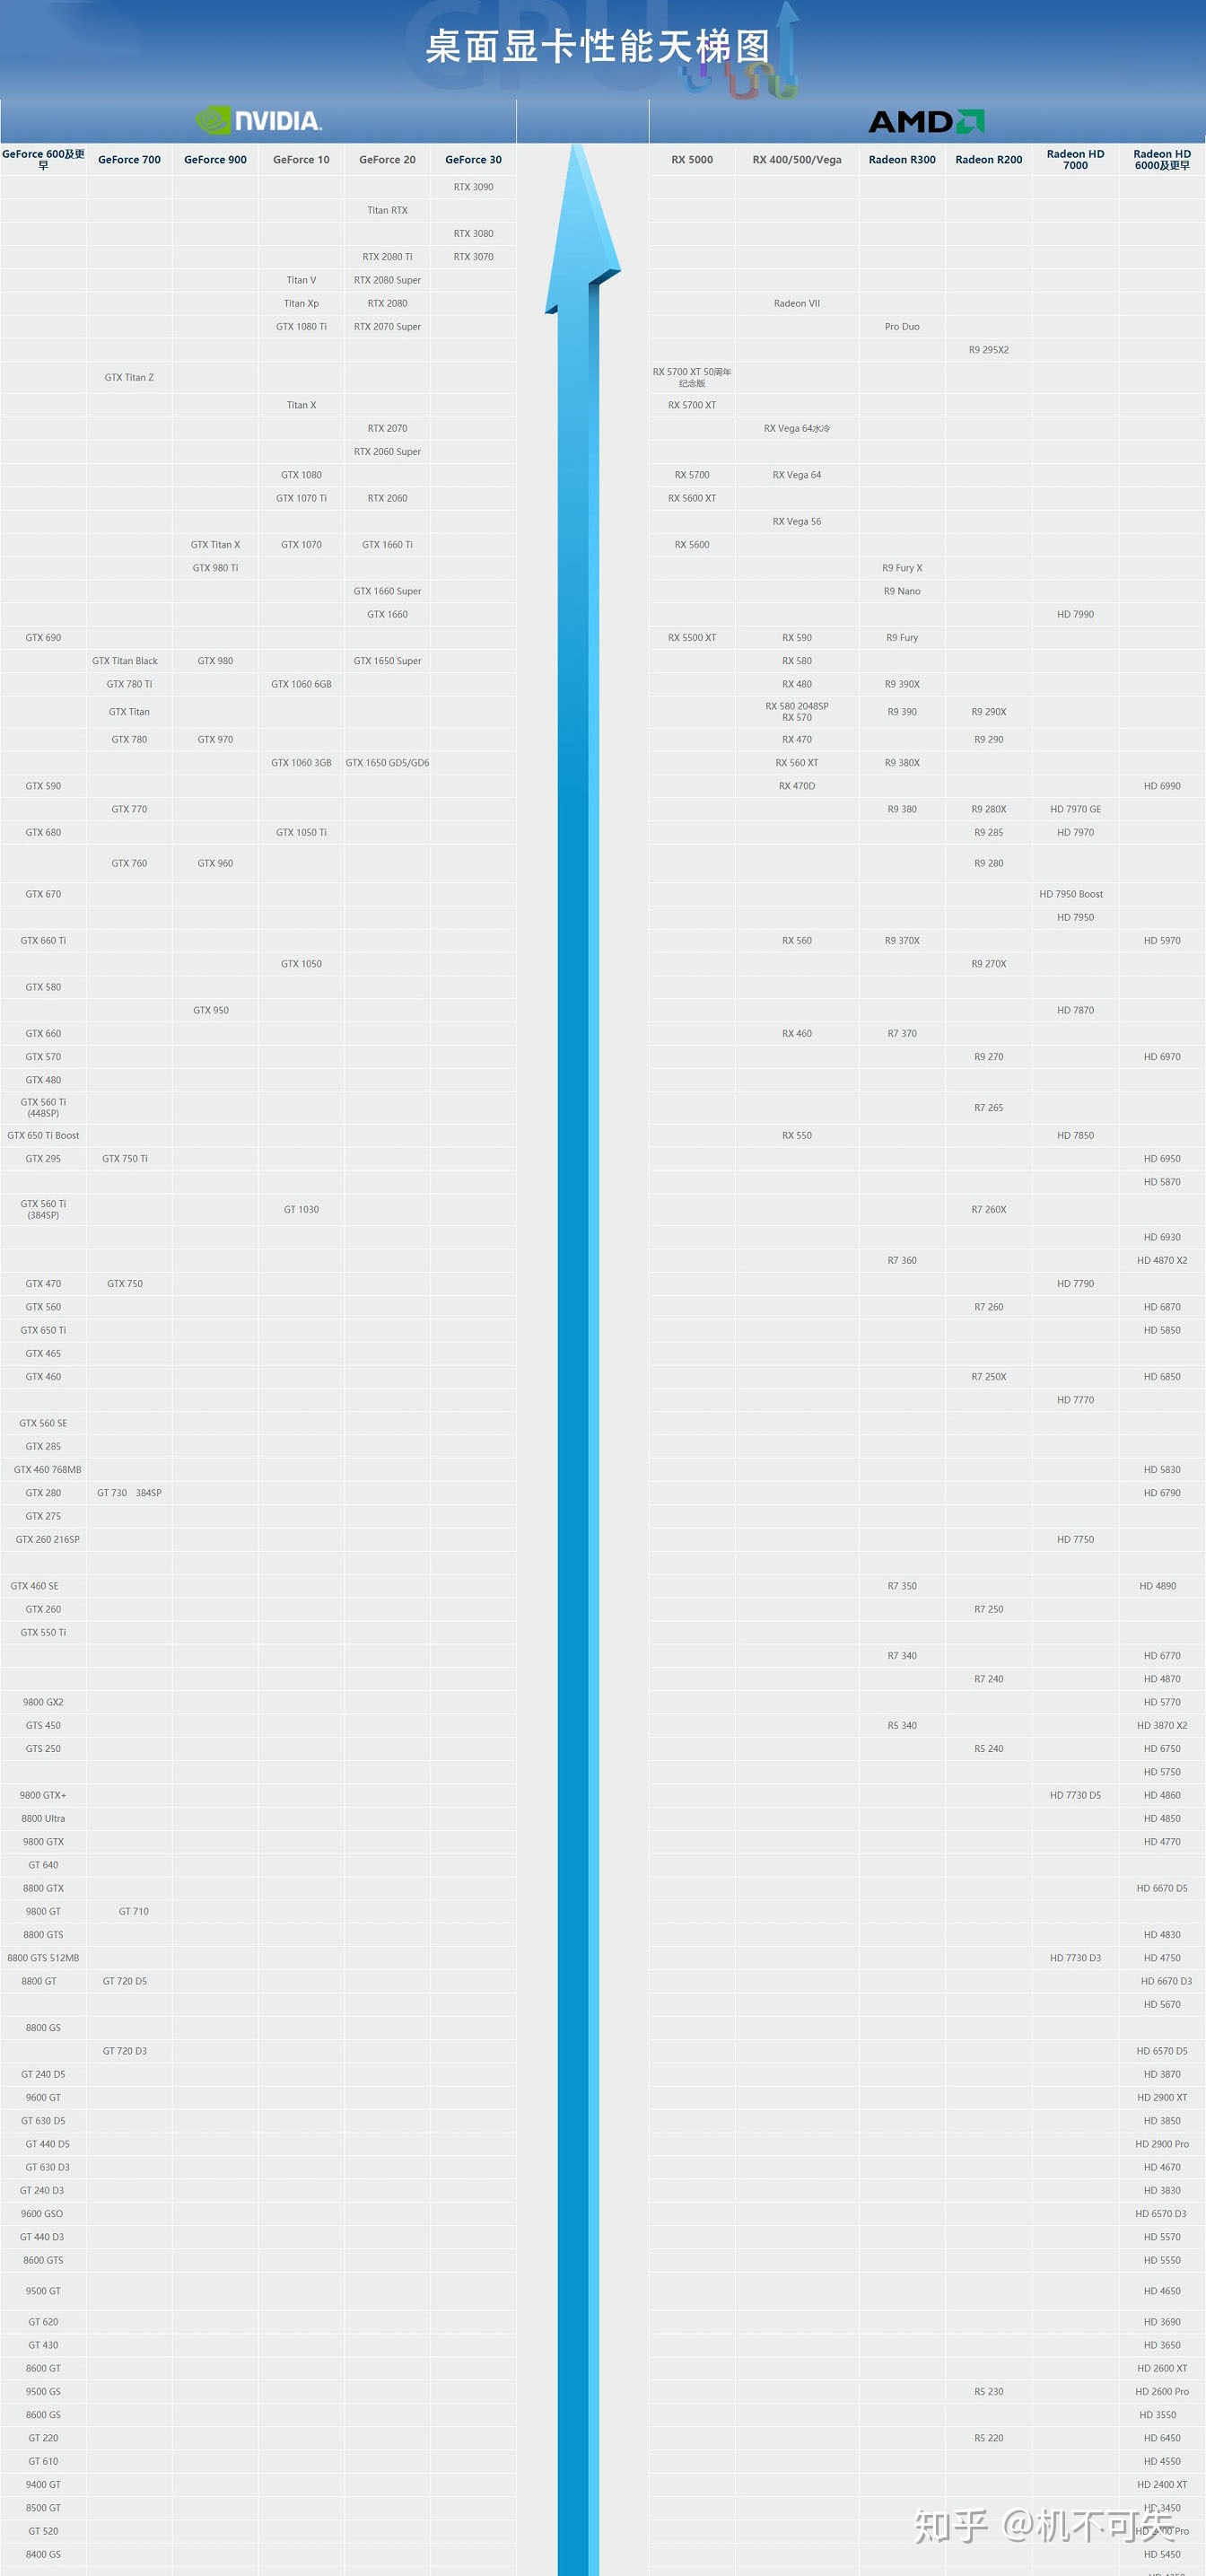 桌面显卡性能天梯图
NVIDIA.
AMD
GeForce 600及更早 GeForce 700 GeForce 900 GeForce 10 GeForce 20 GeForce 30 RX 5000 RX 400/500/Vega Radeon R300 Radeon R200 Radeon HD 7000 Radeon HD 6000及更早
RTX 3090
Titan RTX
RTX 3080
RTX 2080 Ti RTX 3070
Titan V RTX 2080 Super
Titan Xp RTX 2080 Radeon VII
GTX 1080 Ti RTX 2070 Super Pro Duo
R9 295X2
GTX Titan Z RX 5700 XT 50周年纪念版
Titan X RX 5700 XT
RTX 2070 RX Vega 64水冷
RTX 2060 Super
GTX 1080 RX 5700 RX Vega 64
GTX 1070 Ti RTX 2060 RX 5600 XT
RX Vega 56
GTX Titan X GTX 1070 GTX 1660 Ti RX 5600
GTX 980 Ti R9 Fury X
GTX 1660 Super R9 Nano
GTX 1660 HD 7990
GTX 690 RX 5500 XT RX 590 R9 Fury
GTX Titan Black GTX 980 GTX 1650 Super RX 580
GTX 780 Ti GTX 1060 6GB RX 480 R9 390X
GTX Titan RX 580 2048SP RX 570 R9 390 R9 290X
GTX 780 GTX 970 RX 470 R9 290
GTX 1060 3GB GTX 1650 GD5/GD6 RX 560 XT R9 380X
GTX 590 RX 470D HD 6990
GTX 770 R9 380 R9 280X HD 7970 GE
GTX 680 GTX 1050 Ti R9 285 HD 7970
GTX 760 GTX 960 R9 280
GTX 670 HD 7950 Boost
HD 7950
GTX 660 Ti RX 560 R9 370X HD 5970
GTX 1050 R9 270X
GTX 580
GTX 950 HD 7870
GTX 660 RX 460 R7 370
GTX 570 R9 270 HD 6970
GTX 480
GTX 560 Ti (448SP) R7 265
GTX 650 Ti Boost RX 550 HD 7850
GTX 295 GTX 750 Ti HD 6950
HD 5870
GTX 560 Ti (384SP) GT 1030 R7 260X
HD 6930
R7 360 HD 4870 X2
GTX 470 GTX 750 HD 7790
GTX 560 R7 260 HD 6870
GTX 650 Ti HD 5850
GTX 465
GTX 460 R7 250X HD 6850
HD 7770
GTX 560 SE
GTX 285
GTX 460 768MB HD 5830
GTX 280 GT 730 384SP HD 6790
GTX 275
GTX 260 216SP HD 7750
GTX 460 SE R7 350 HD 4890
GTX 260 R7 250
GTX 550 Ti
R7 340 HD 6770
R7 240 HD 4870
9800 GX2 HD 5770
GTS 450 R5 340 HD 3870 X2
GTS 250 R5 240 HD 6750
HD 5750
9800 GTX+ HD 7730 D5 HD 4860
8800 Ultra HD 4850
9800 GTX HD 4770
GT 640
8800 GTX HD 6670 D5
9800 GT GT 710
8800 GTS HD 4830
8800 GTS 512MB HD 7730 D3 HD 4750
8800 GT GT 720 D5 HD 6670 D3
HD 5670
8800 GS
GT 720 D3 HD 6570 D5
GT 240 D5 HD 3870
9600 GT HD 2900 XT
GT 630 D5 HD 3850
GT 440 D5 HD 2900 Pro
GT 630 D3 HD 4670
GT 240 D3 HD 3830
9600 GSO HD 6570 D3
GT 440 D3 HD 5570
8600 GTS HD 5550
9500 GT HD 4650
GT 620 HD 3690
GT 430 HD 3650
8600 GT HD 2600 XT
9500 GS R5 230 HD 2600 Pro
8600 GS HD 3550
GT 220 R5 220 HD 6450
GT 610 HD 4550
9400 GT HD 2400 XT
8500 GT HD 3450
GT 520 Pro
8400 GS HD 5450
知乎 @机不可失